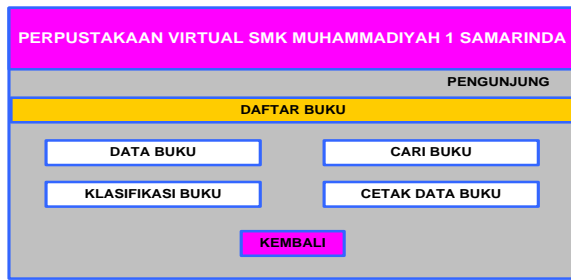 PERPUSTAKAAN VIRTUAL SMK MUHAMMADIYAH 1 SAMARINDA
PENGUNJUNG
DAFTAR BUKU
DATA BUKU
CARI BUKU
KLASIFIKASI BUKU
CETAK DATA BUKU
KEMBALI